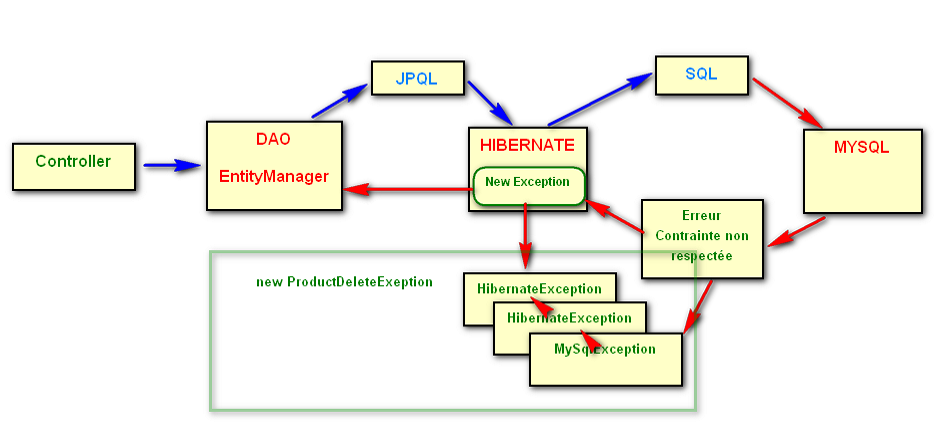 JPQL
SQL
Controller
DAO
EntityManager
HIBERNATE
New Exception
MYSQL
Erreur
Contrainte non
respectée
new ProductDeleteExeption
HibernateException
HibernateException
MySqlException